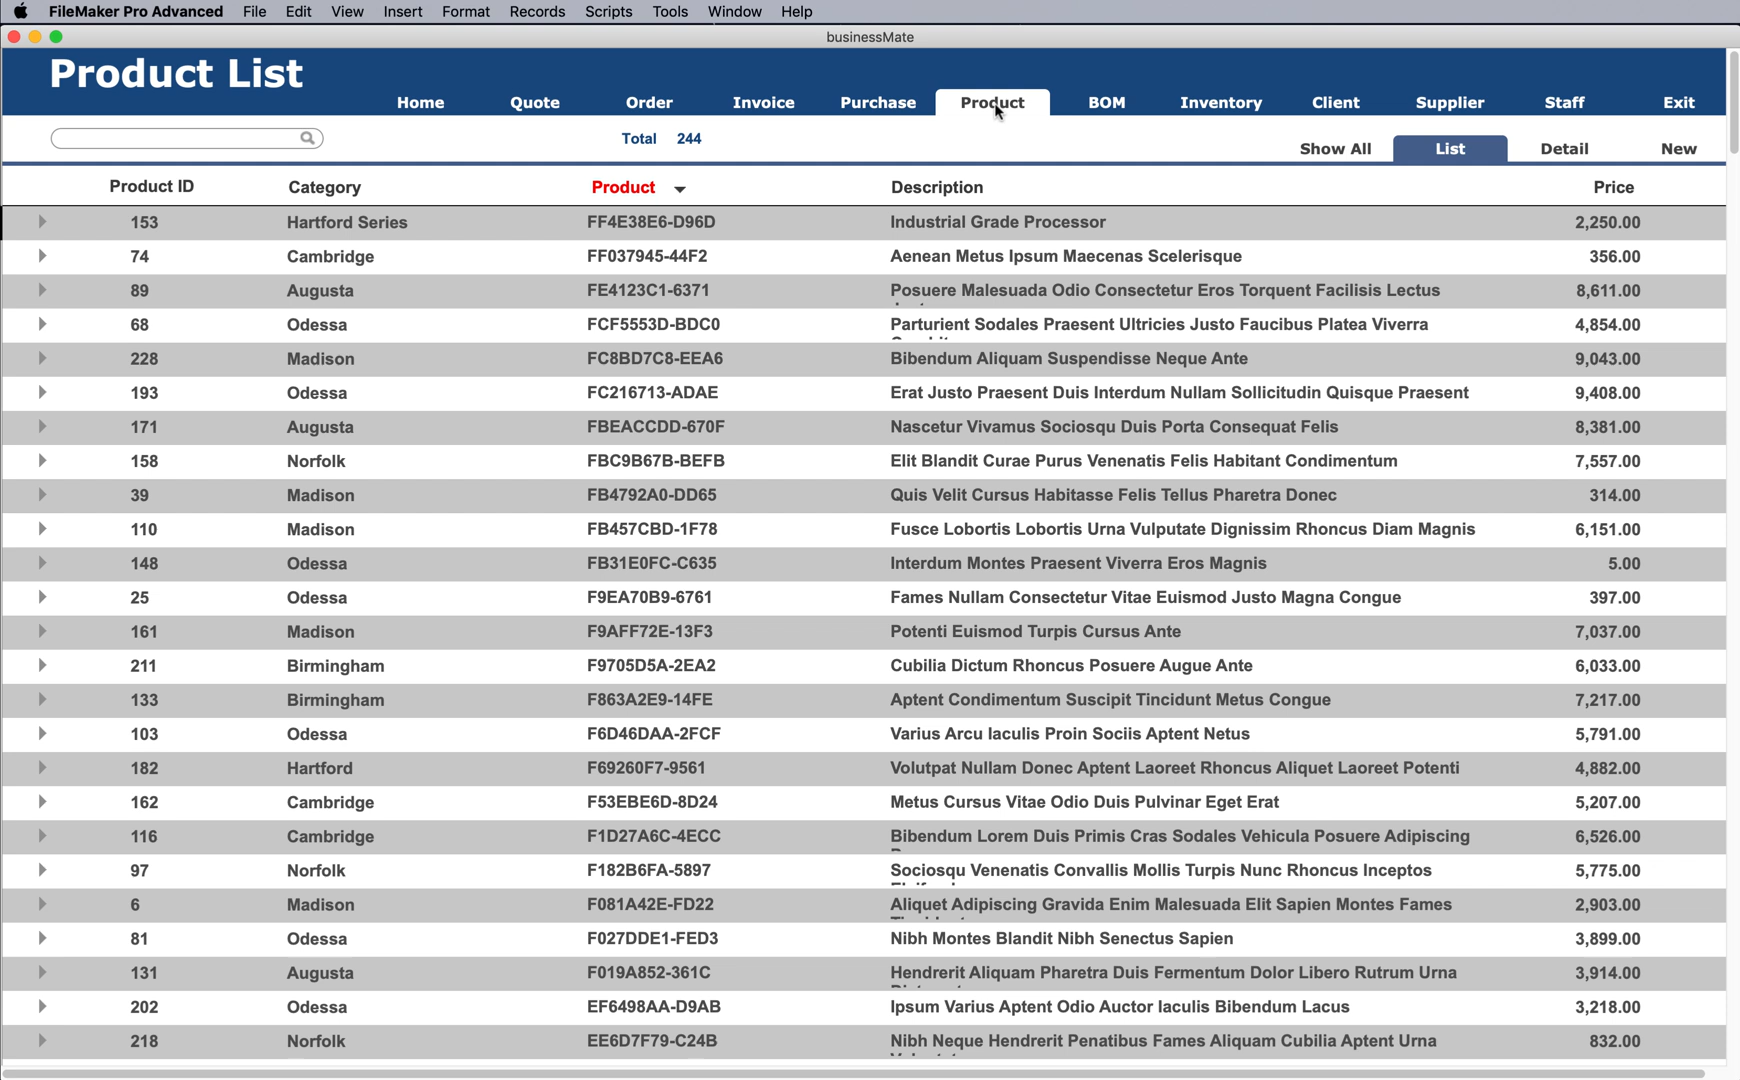 FileMaker Pro Advanced File Edit View Insert Format Records Scripts Tools Window Help
businessMate
Product List
Home Quote Order Invoice Purchase Product BOM Inventory Client Supplier Staff Exit
Total 244
Show All List Detail New
Product ID Category Product Description Price
153 Hartford Series FF4E38E6-D96D Industrial Grade Processor 2,250.00
74 Cambridge FF037945-44F2 Aenean Metus Ipsum Maecenas Scelerisque 356.00
89 Augusta FE4123C1-6371 Posuere Malesuada Odio Consectetur Eros Torquent Facilisis Lectus 8,611.00
68 Odessa FCF5553D-BDC0 Parturient Sodales Praesent Ultricies Justo Faucibus Platea Viverra 4,854.00
228 Madison FC8BD7C8-EEA6 Bibendum Aliquam Suspendisse Neque Ante 9,043.00
193 Odessa FC216713-ADAE Erat Justo Praesent Duis Interdum Nullam Sollicitudin Quisque Praesent 9,408.00
171 Augusta FBEACCDD-670F Nascetur Vivamus Sociosqu Duis Porta Consequat Felis 8,381.00
158 Norfolk FBC9B67B-BEFB Elit Blandit Curae Purus Venenatis Felis Habitant Condimentum 7,557.00
39 Madison FB4792A0-DD65 Quis Velit Cursus Habitasse Felis Tellus Pharetra Donec 314.00
110 Madison FB457CBD-1F78 Fusce Lobortis Lobortis Urna Vulputate Dignissim Rhoncus Diam Magnis 6,151.00
148 Odessa FB31E0FC-C635 Interdum Montes Praesent Viverra Eros Magnis 5.00
25 Odessa F9EA70B9-6761 Fames Nullam Consectetur Vitae Euismod Justo Magna Congue 397.00
161 Madison F9AFF72E-13F3 Potenti Euismod Turpis Cursus Ante 7,037.00
211 Birmingham F9705D5A-2EA2 Cubilia Dictum Rhoncus Posuere Augue Ante 6,033.00
133 Birmingham F863A2E9-14FE Aptent Condimentum Suscipit Tincidunt Metus Congue 7,217.00
103 Odessa F6D46DAA-2FCF Varius Arcu Iaculis Proin Sociis Aptent Netus 5,791.00
182 Hartford F69260F7-9561 Volutpat Nullam Donec Aptent Laoreet Rhoncus Aliquet Laoreet Potenti 4,882.00
162 Cambridge F53EBE6D-8D24 Metus Cursus Vitae Odio Duis Pulvinar Eget Erat 5,207.00
116 Cambridge F1D27A6C-4ECC Bibendum Lorem Duis Primis Cras Sodales Vehicula Posuere Adipiscing 6,526.00
97 Norfolk F182B6FA-5897 Sociosqu Venenatis Convallis Mollis Turpis Nunc Rhoncus Inceptos 5,775.00
6 Madison F081A42E-FD22 Aliquet Adipiscing Gravida Enim Malesuada Elit Sapien Montes Fames 2,903.00
81 Odessa F027DDE1-FED3 Nibh Montes Blandit Nibh Senectus Sapien 3,899.00
131 Augusta F019A852-361C Hendrerit Aliquam Pharetra Duis Fermentum Dolor Libero Rutrum Urna 3,914.00
202 Odessa EF6498AA-D9AB Ipsum Varius Aptent Odio Auctor Iaculis Bibendum Lacus 3,218.00
218 Norfolk EE6D7F79-C24B Nibh Neque Hendrerit Penatibus Fames Aliquam Cubilia Aptent Urna 832.00